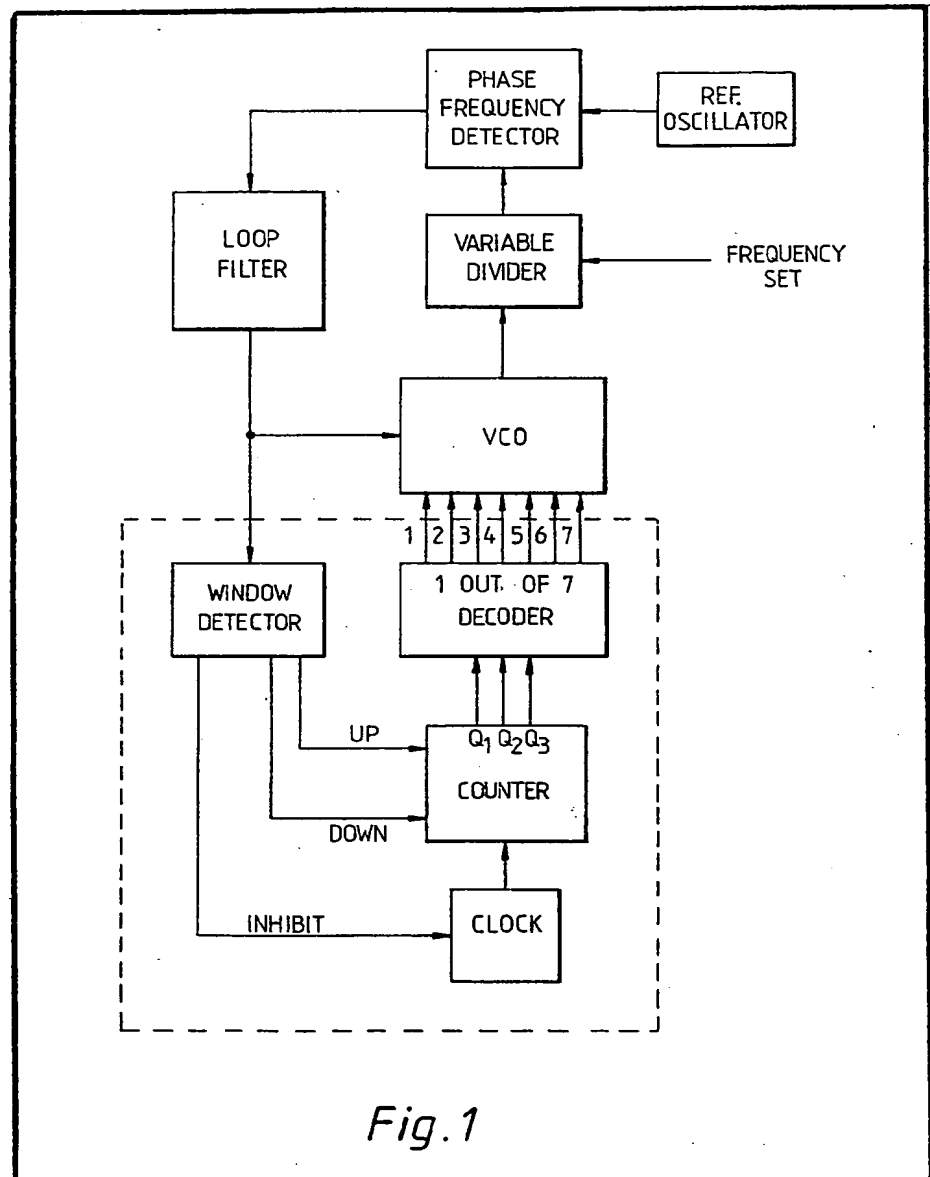 PHASE
FREQUENCY
DETECTOR
REF.
OSCILLATOR
LOOP
FILTER
VARIABLE
DIVIDER
FREQUENCY
SET
VCO
1 2 3 4 5 6 7
WINDOW
DETECTOR
1 OUT OF 7
DECODER
UP
Q1 Q2 Q3
COUNTER
DOWN
INHIBIT
CLOCK
Fig. 1